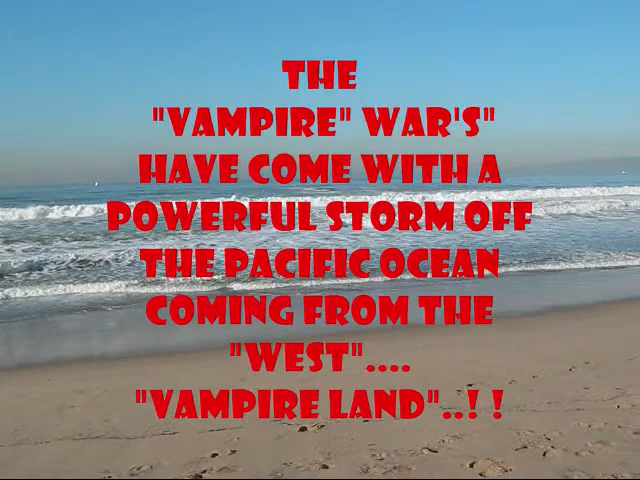 THE
"VAMPIRE" WAR'S"
HAVE COME WITH A
POWERFUL STORM OFF
THE PACIFIC OCEAN
COMING FROM THE
"WEST"....
"VAMPIRE LAND"..! !